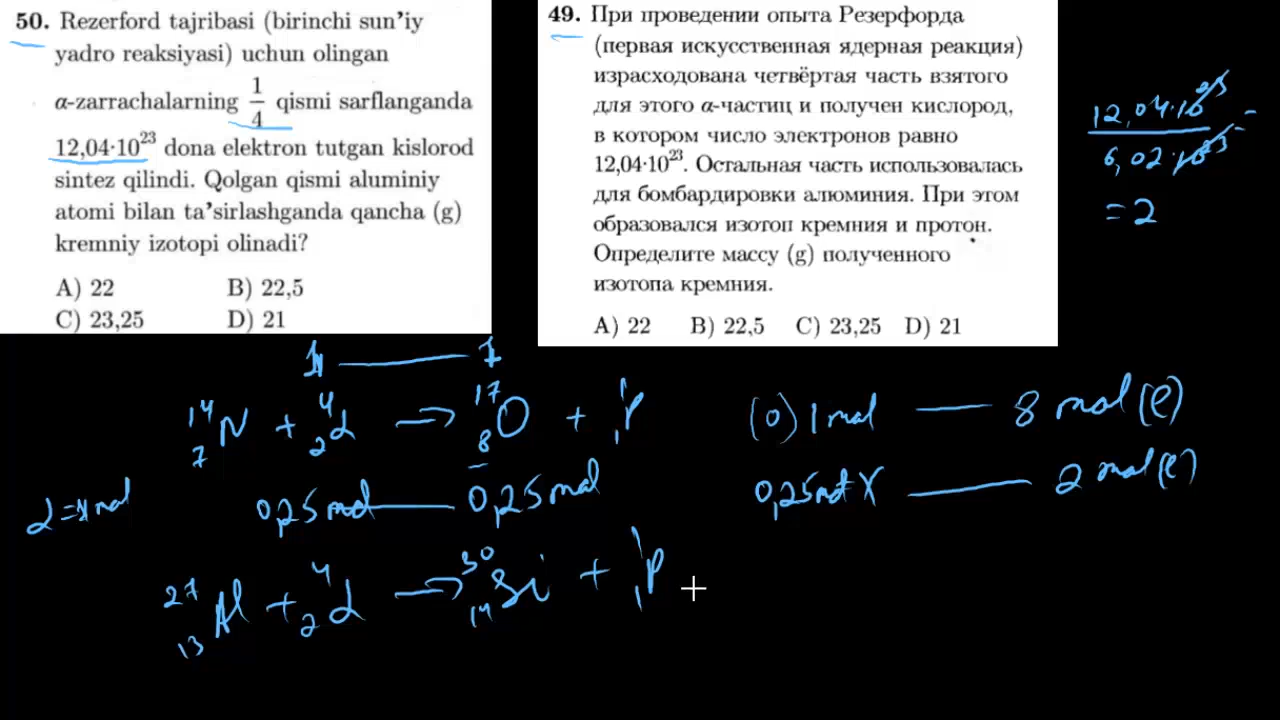 50. Rezerford tajribasi (birinchi sun’iy
yadro reaksiyasi) uchun olingan
α-zarrachalarning 1/4 qismi sarflanganda
12,04·10²³ dona elektron tutgan kislorod
sintez qilindi. Qolgan qismi aluminiy
atomi bilan ta’sirlashganda qancha (g)
kremniy izotopi olinadi?
A) 22 B) 22,5
C) 23,25 D) 21
49. При проведении опыта Резерфорда
(первая искусственная ядерная реакция)
израсходована четвёртая часть взятого
для этого α-частиц и получен кислород,
в котором число электронов равно
12,04·10²³. Остальная часть использовалась
для бомбардировки алюминия. При этом
образовался изотоп кремния и протон.
Определите массу (g) полученного
изотопа кремния.
A) 22 B) 22,5 C) 23,25 D) 21
12,04·10²³
6,02·10²³
= 2
1 — 1
¹⁴₇N + ⁴₂α → ¹⁷₈O + ¹₁P
0,25 mol — 0,25 mol
(O) 1 mol — 8 mol (e)
0,25 mol X — 2 mol (e)
α = 1 mol
²⁷₁₃Al + ⁴₂α → ³⁰₁₄Si + ¹₁P